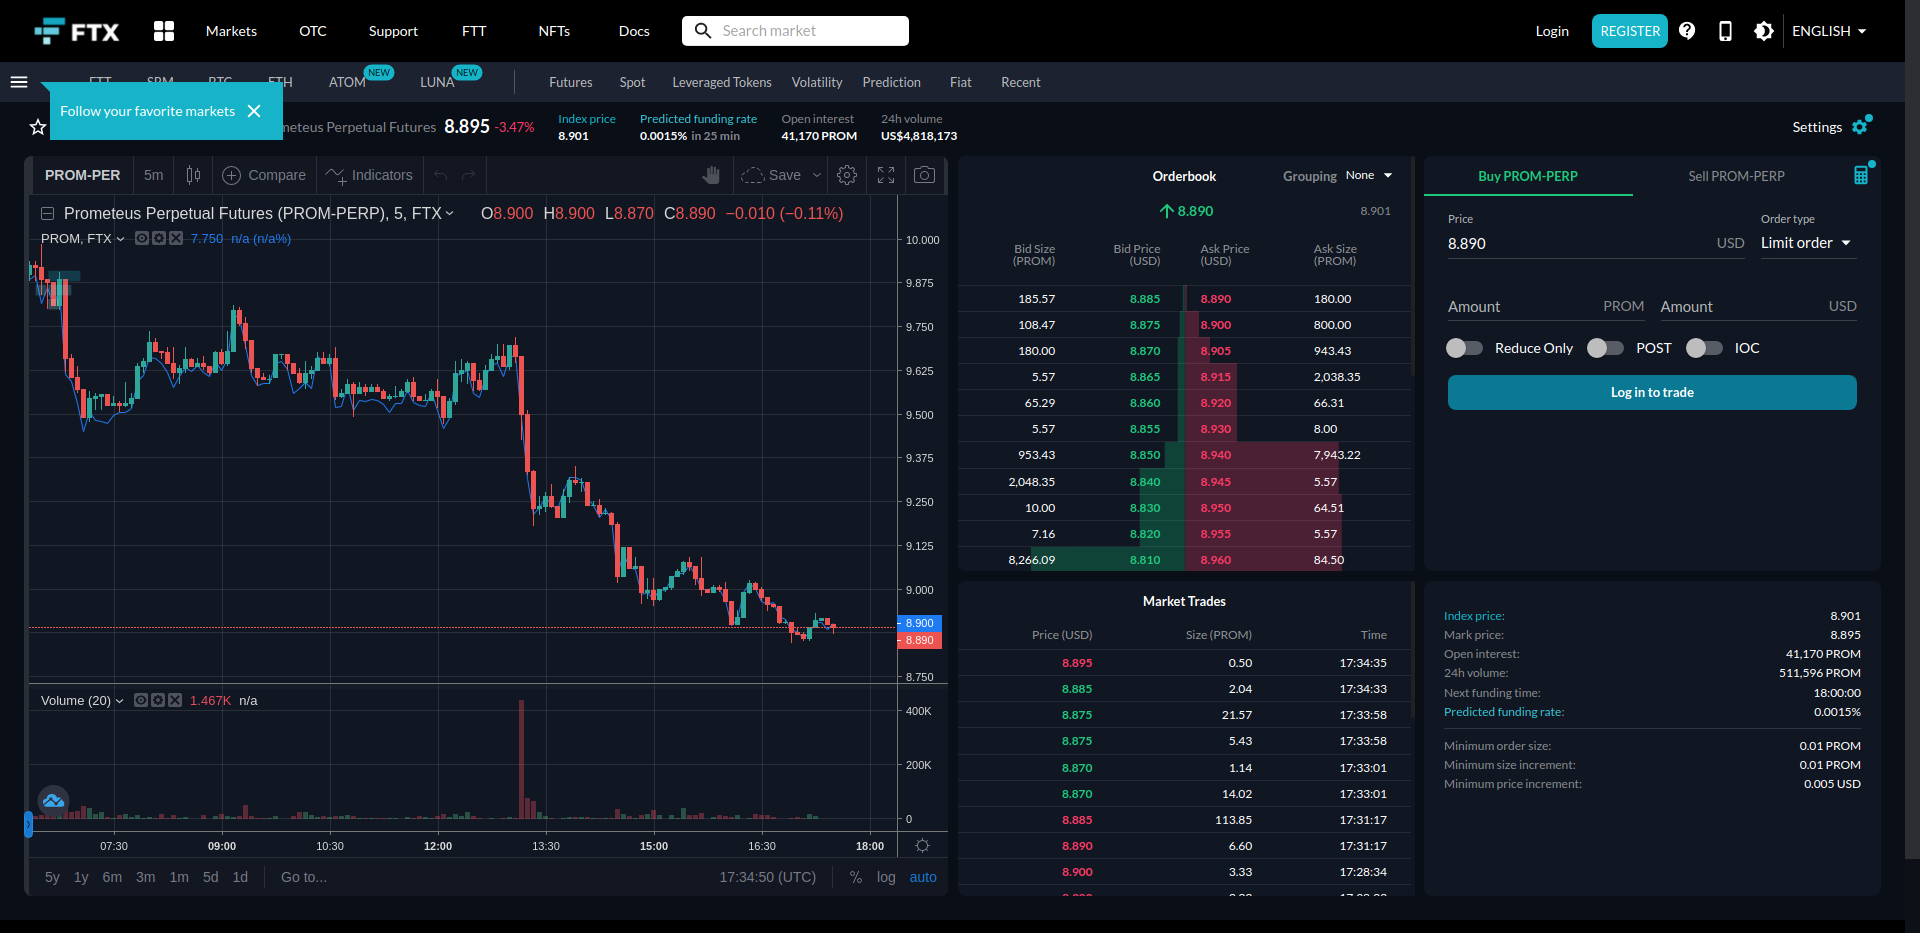 FTX
Markets
OTC
Support
FTT
NFTs
Docs
Search market
Login
REGISTER
ENGLISH
ATOM NEW
LUNA NEW
Futures
Spot
Leveraged Tokens
Volatility
Prediction
Fiat
Recent
Follow your favorite markets
Perpetual Futures
8.895 -3.47%
Index price
8.901
Predicted funding rate
0.0015% in 25 min
Open interest
41,170 PROM
24h volume
US$4,818,173
Settings
PROM-PER
5m
Compare
Indicators
Save
Prometeus Perpetual Futures (PROM-PERP), 5, FTX
O8.900 H8.900 L8.870 C8.890 −0.010 (−0.11%)
PROM, FTX
7.750 n/a (n/a%)
10.000
9.875
9.750
9.625
9.500
9.375
9.250
9.125
9.000
8.900
8.890
8.750
Volume (20)
1.467K n/a
400K
200K
0
07:30 09:00 10:30 12:00 13:30 15:00 16:30 18:00
5y 1y 6m 3m 1m 5d 1d Go to...
17:34:50 (UTC) % log auto
Orderbook
Grouping None
8.890
8.901
Bid Size (PROM) Bid Price (USD) Ask Price (USD) Ask Size (PROM)
185.57 8.885 8.890 180.00
108.47 8.875 8.900 800.00
180.00 8.870 8.905 943.43
5.57 8.865 8.915 2,038.35
65.29 8.860 8.920 66.31
5.57 8.855 8.930 8.00
953.43 8.850 8.940 7,943.22
2,048.35 8.840 8.945 5.57
10.00 8.830 8.950 64.51
7.16 8.820 8.955 5.57
8,266.09 8.810 8.960 84.50
Market Trades
Price (USD) Size (PROM) Time
8.895 0.50 17:34:35
8.885 2.04 17:34:33
8.875 21.57 17:33:58
8.875 5.43 17:33:58
8.870 1.14 17:33:01
8.870 14.02 17:33:01
8.885 113.85 17:31:17
8.890 6.60 17:31:17
8.900 3.33 17:28:34
Buy PROM-PERP
Sell PROM-PERP
Price
8.890 USD
Order type
Limit order
Amount PROM
Amount USD
Reduce Only
POST
IOC
Log in to trade
Index price: 8.901
Mark price: 8.895
Open interest: 41,170 PROM
24h volume: 511,596 PROM
Next funding time: 18:00:00
Predicted funding rate: 0.0015%
Minimum order size: 0.01 PROM
Minimum size increment: 0.01 PROM
Minimum price increment: 0.005 USD